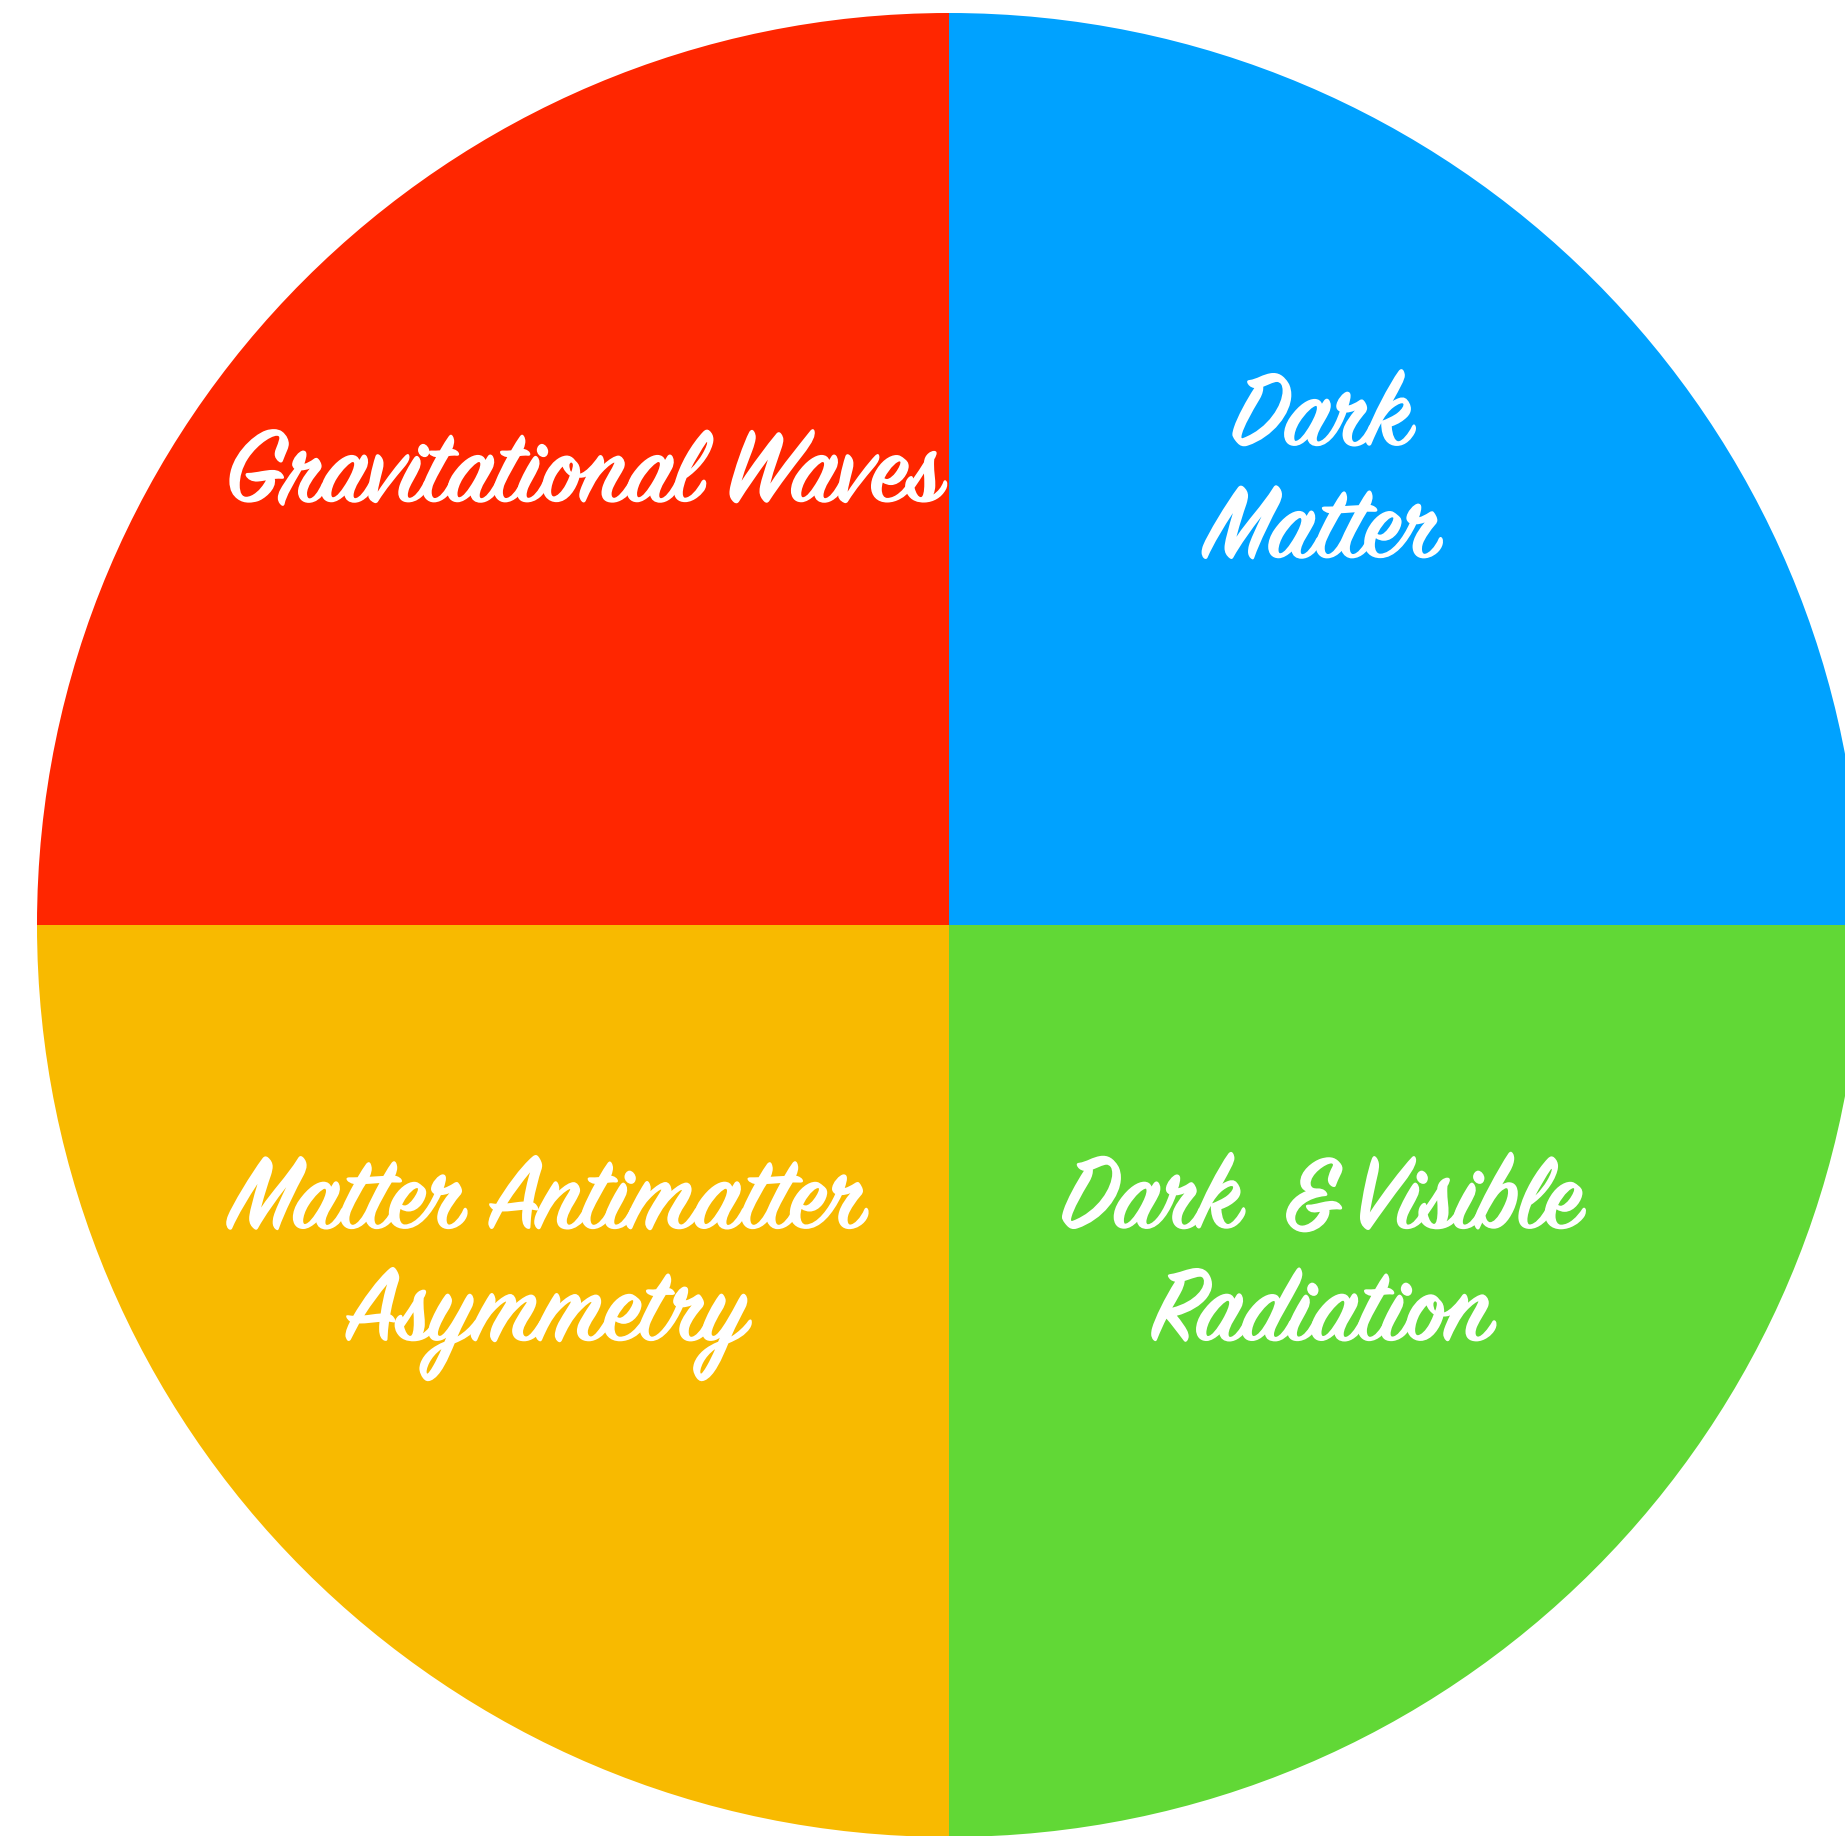 Gravitational Waves
Dark
Matter
Matter Antimatter
Asymmetry
Dark & Visible
Radiation